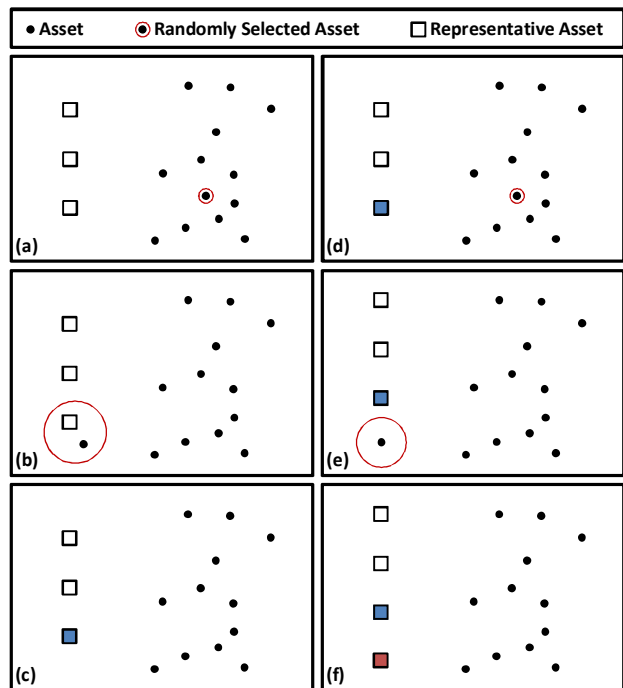 Asset Randomly Selected Asset Representative Asset
(a)
(d)
(b)
(e)
(c)
(f)